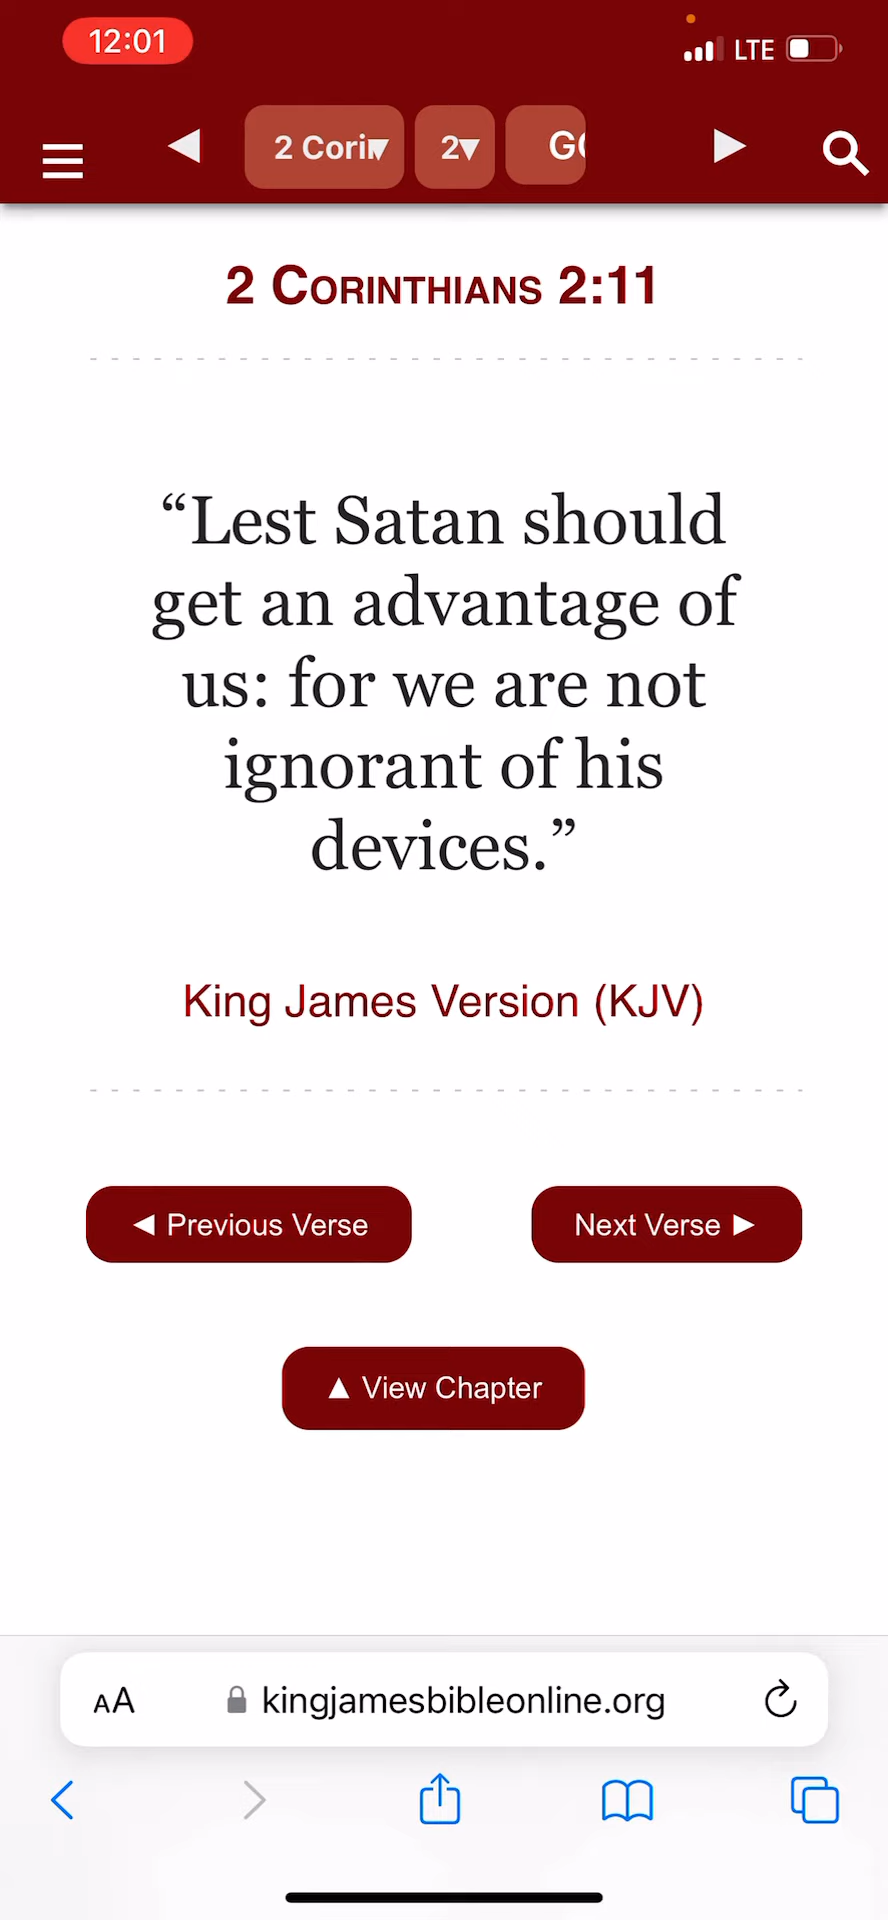 12:01
LTE
2 Corin
2
GO
2 Corinthians 2:11
“Lest Satan should
get an advantage of
us: for we are not
ignorant of his
devices.”
King James Version (KJV)
◀ Previous Verse
Next Verse ▶
▲ View Chapter
AA
kingjamesbibleonline.org